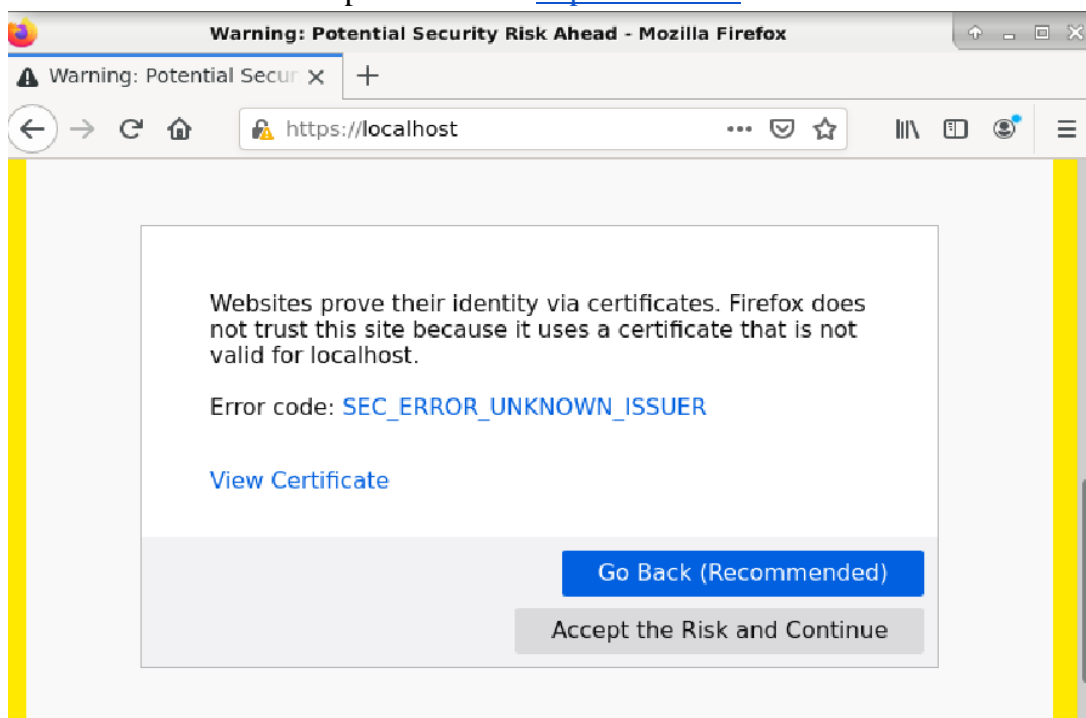 Warning: Potential Security Risk Ahead - Mozilla Firefox
Warning: Potential Secur
https://localhost
Websites prove their identity via certificates. Firefox does
not trust this site because it uses a certificate that is not
valid for localhost.
Error code: SEC_ERROR_UNKNOWN_ISSUER
View Certificate
Go Back (Recommended)
Accept the Risk and Continue